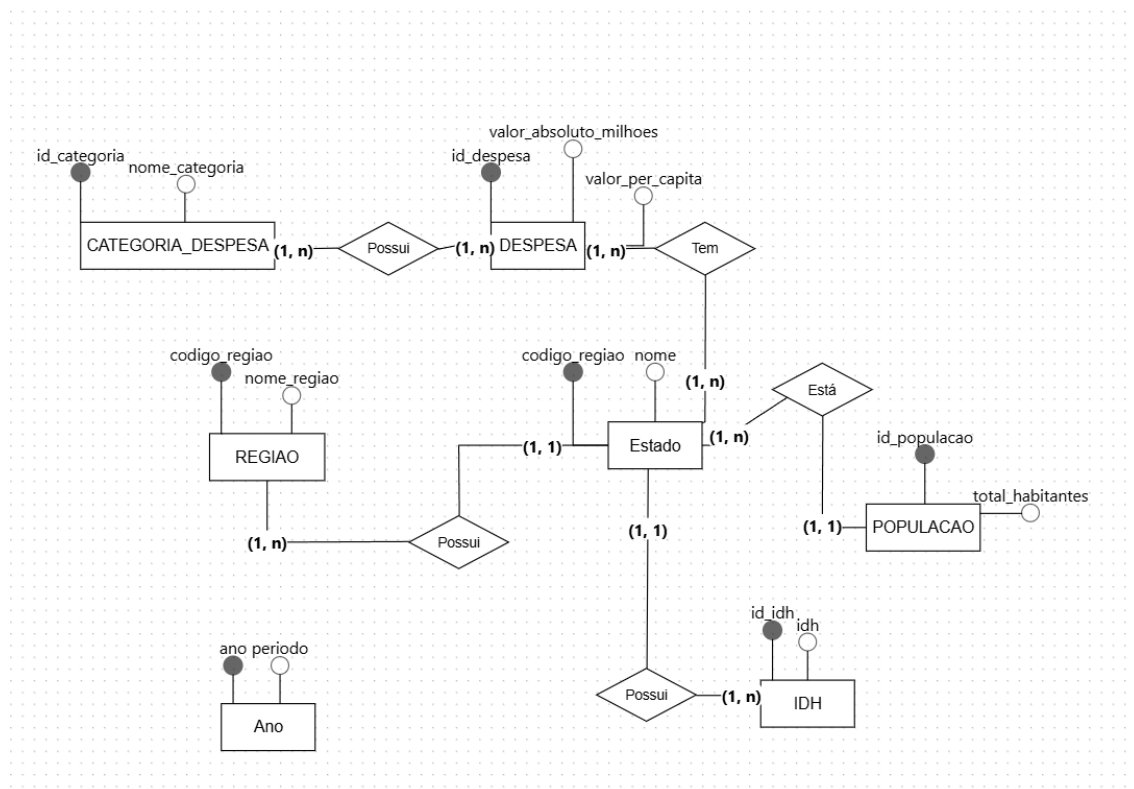 valor_absoluto_milhoes
id_categoria
id_despesa
nome_categoria
valor_per_capita
CATEGORIA_DESPESA
(1, n)
Possui
(1, n)
DESPESA
(1, n)
Tem
codigo_regiao
nome_regiao
codigo_regiao
nome
(1, n)
Está
REGIAO
(1, 1)
Estado
(1, n)
id_populacao
total_habitantes
(1, n)
Possui
(1, 1)
(1, 1)
POPULACAO
ano
periodo
id_idh
idh
Ano
Possui
(1, n)
IDH